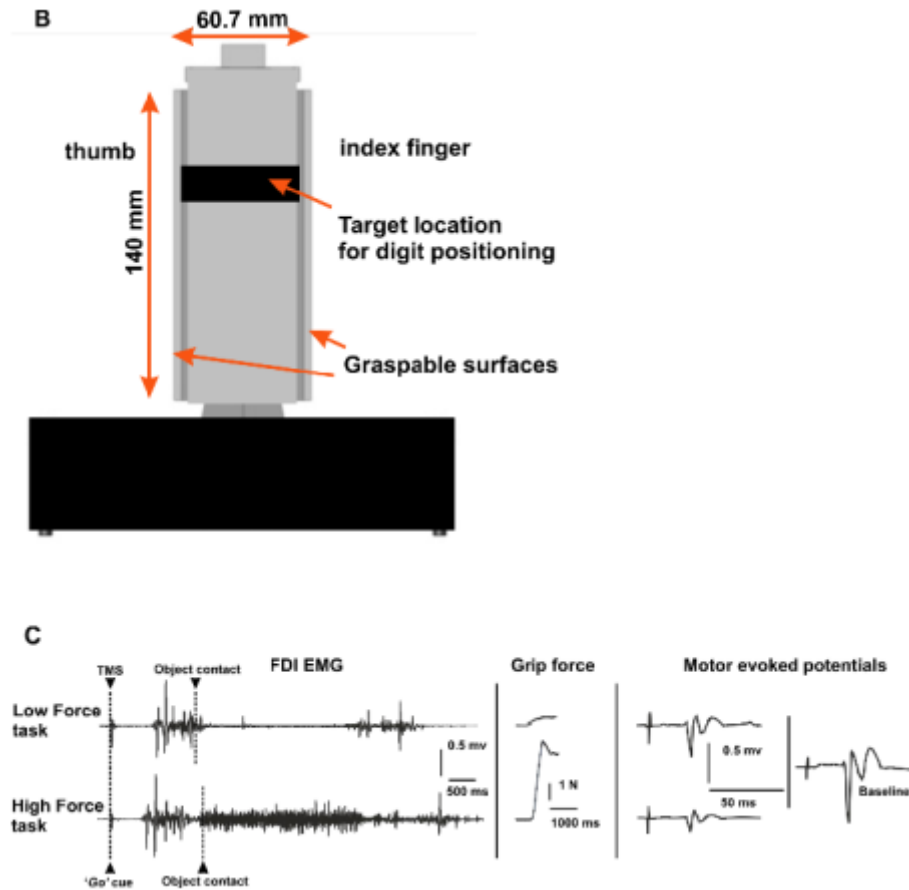 B
60.7 mm
thumb
index finger
140 mm
Target location
for digit positioning
Graspable surfaces
C
TMS
Object contact
FDI EMG
Grip force
Motor evoked potentials
Low Force
task
0.5 mv
500 ms
1 N
1000 ms
0.5 mv
50 ms
Baseline
High Force
task
'Go' cue
Object contact